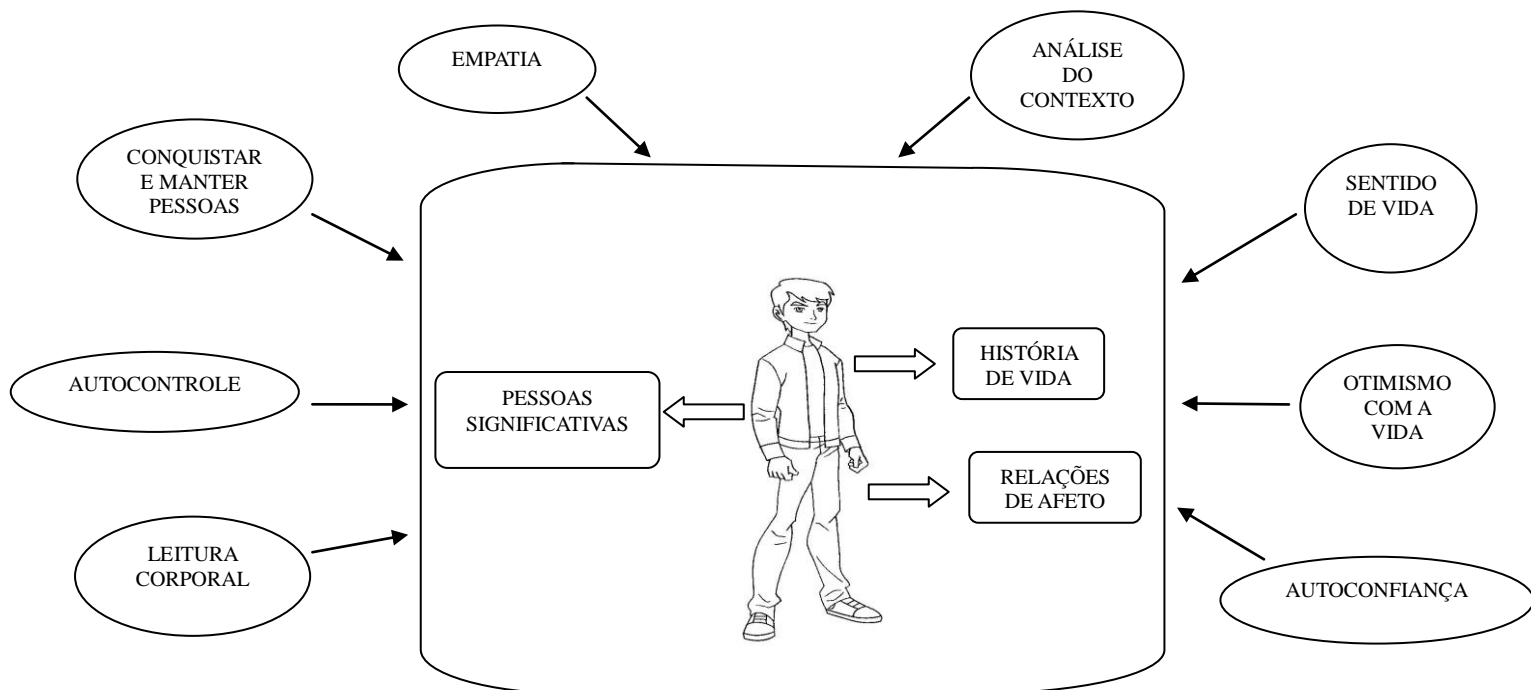 EMPATIA
ANÁLISE
DO
CONTEXTO
CONQUISTAR
E MANTER
PESSOAS
SENTIDO
DE VIDA
AUTOCONTROLE
PESSOAS
SIGNIFICATIVAS
HISTÓRIA
DE VIDA
OTIMISMO
COM A
VIDA
RELAÇÕES
DE AFETO
LEITURA
CORPORAL
AUTOCONFIANÇA